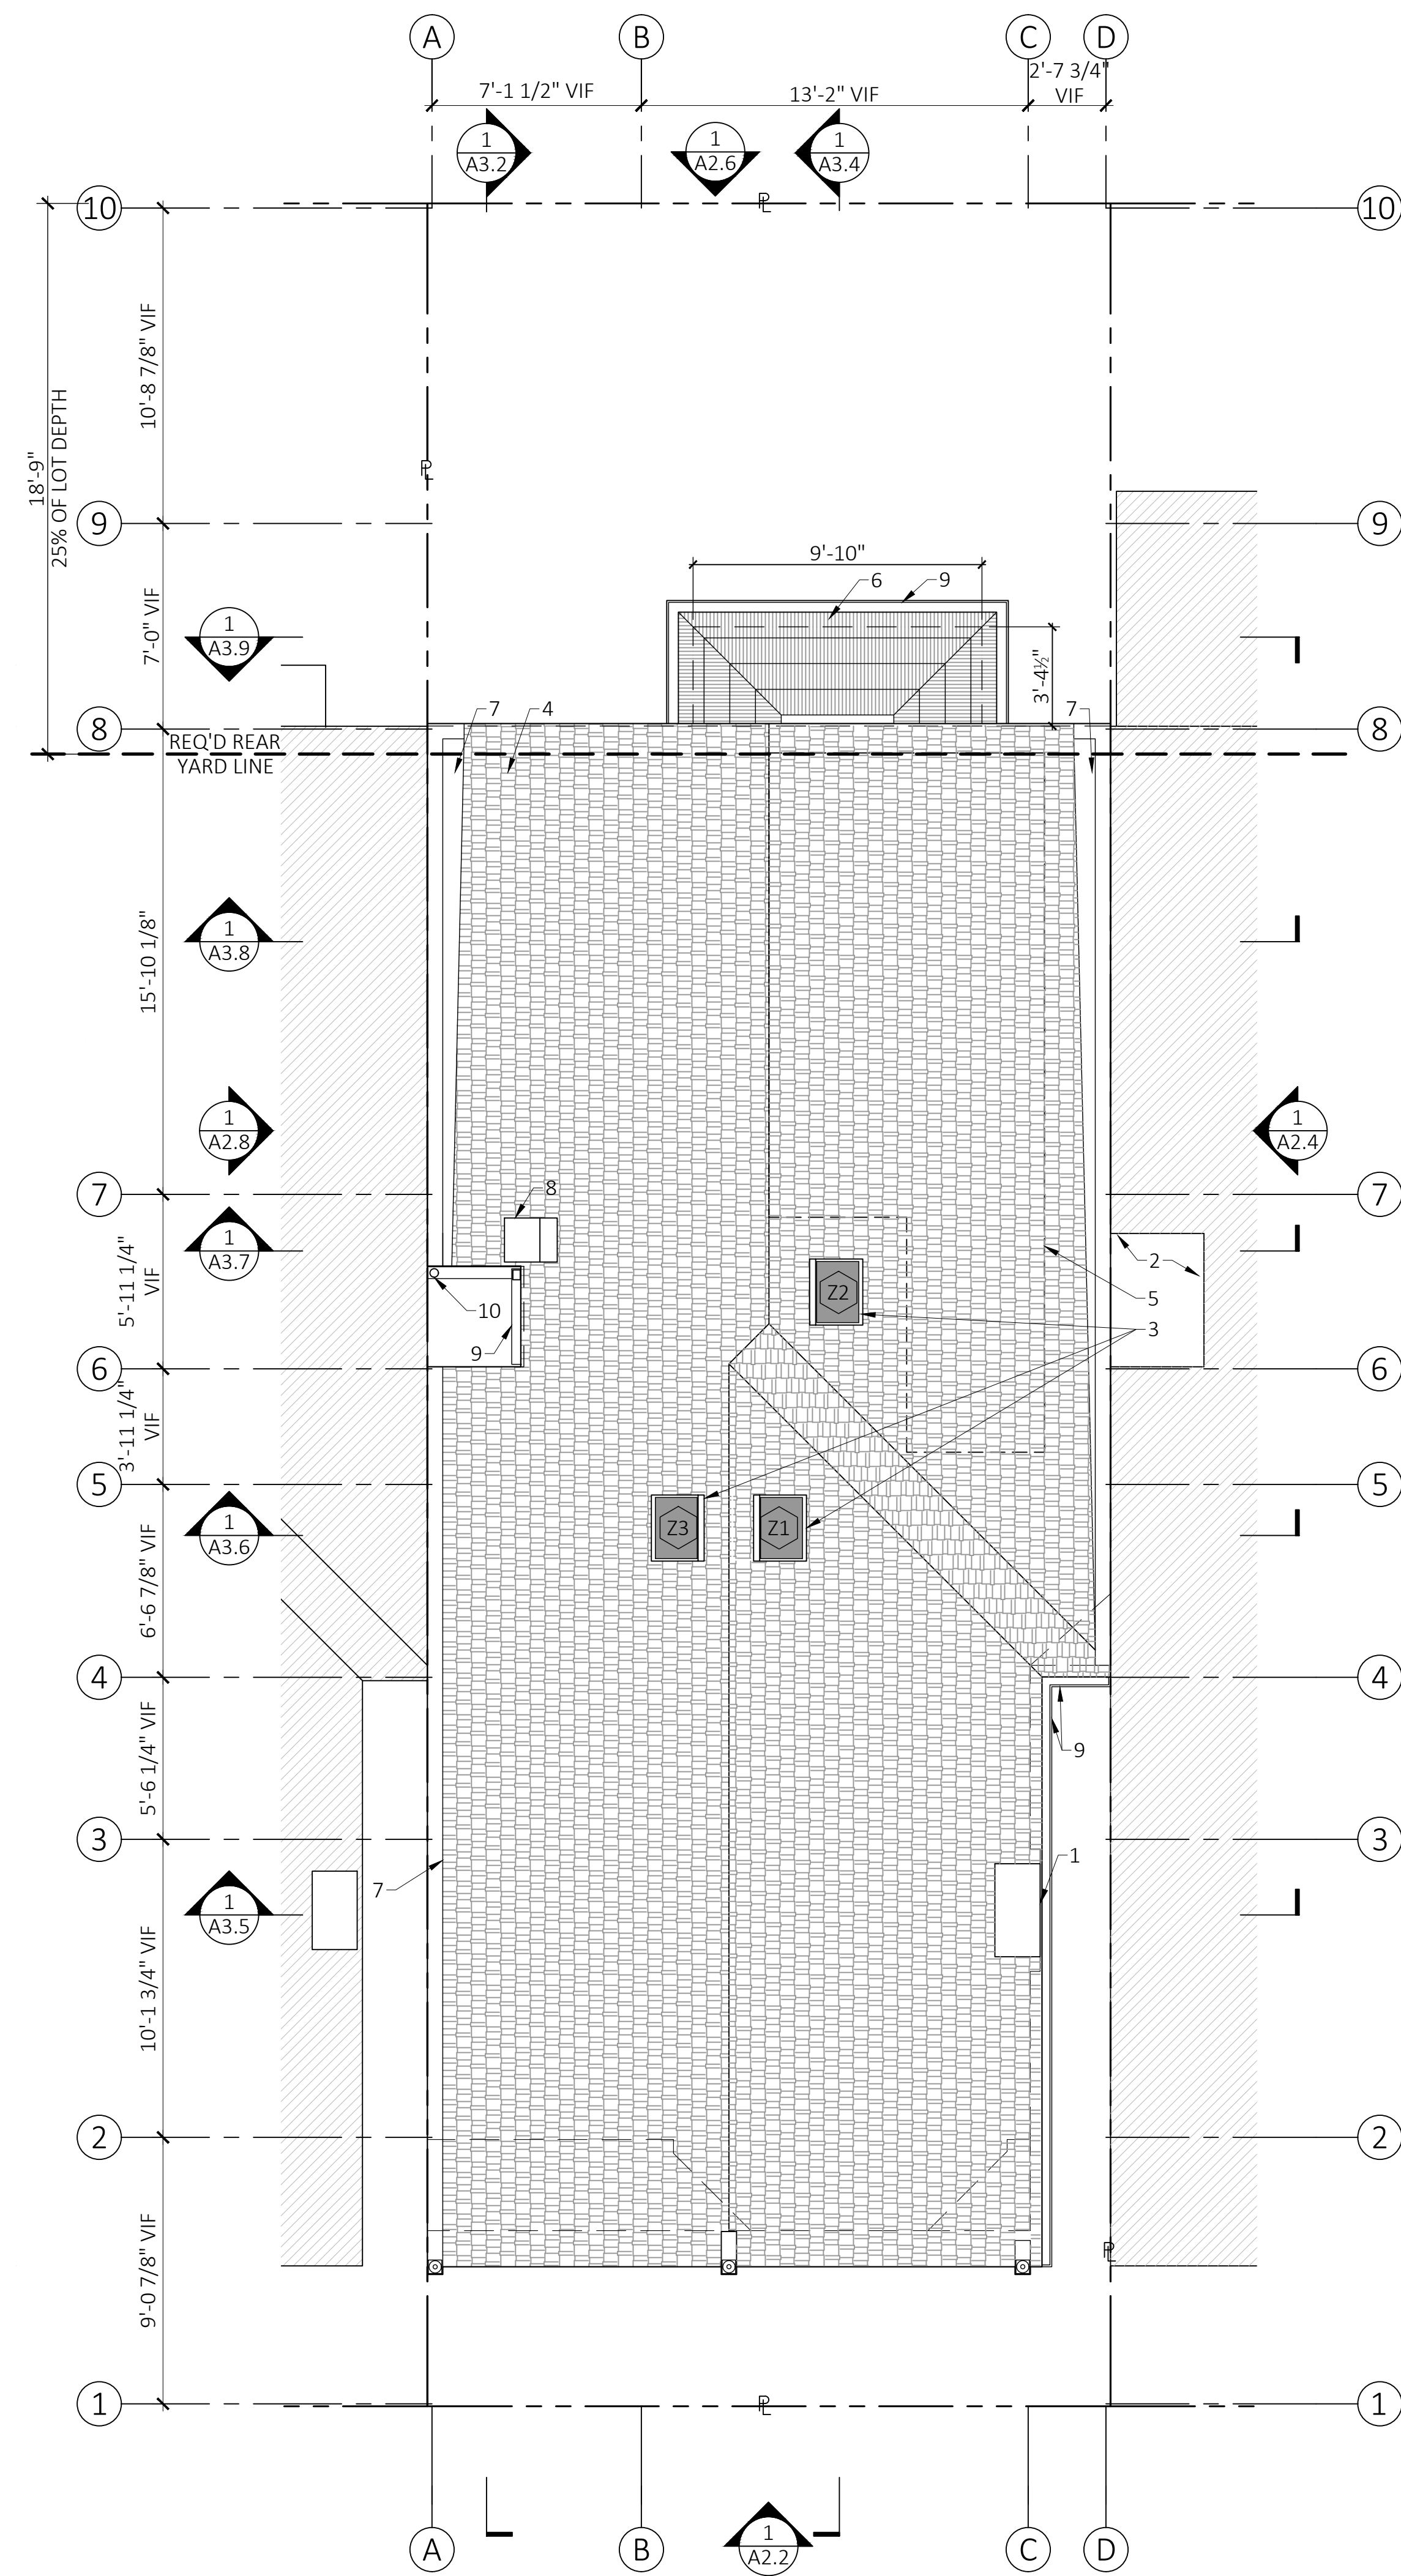 A B C D
7'-1 1/2" VIF
13'-2" VIF
2'-7 3/4"
VIF
1
A3.2
1
A2.6
1
A3.4
10
PL
10
10'-8 7/8" VIF
18'-9"
25% OF LOT DEPTH
PL
9
9
9'-10"
6
9
7'-0" VIF
1
A3.9
3'-4½"
7
4
7
8
8
REQ'D REAR
YARD LINE
15'-10 1/8"
1
A3.8
1
A2.8
1
A2.4
7
8
7
1
A3.7
5'-11 1/4"
VIF
2
Z2
5
10
3
9
6
6
3'-11 1/4"
VIF
5
5
Z3
Z1
1
A3.6
6'-6 7/8" VIF
4
4
5'-6 1/4" VIF
9
3
3
1
7
1
A3.5
10'-1 3/4" VIF
2
2
9'-0 7/8" VIF
PL
1
PL
1
A B C D
1
A2.2